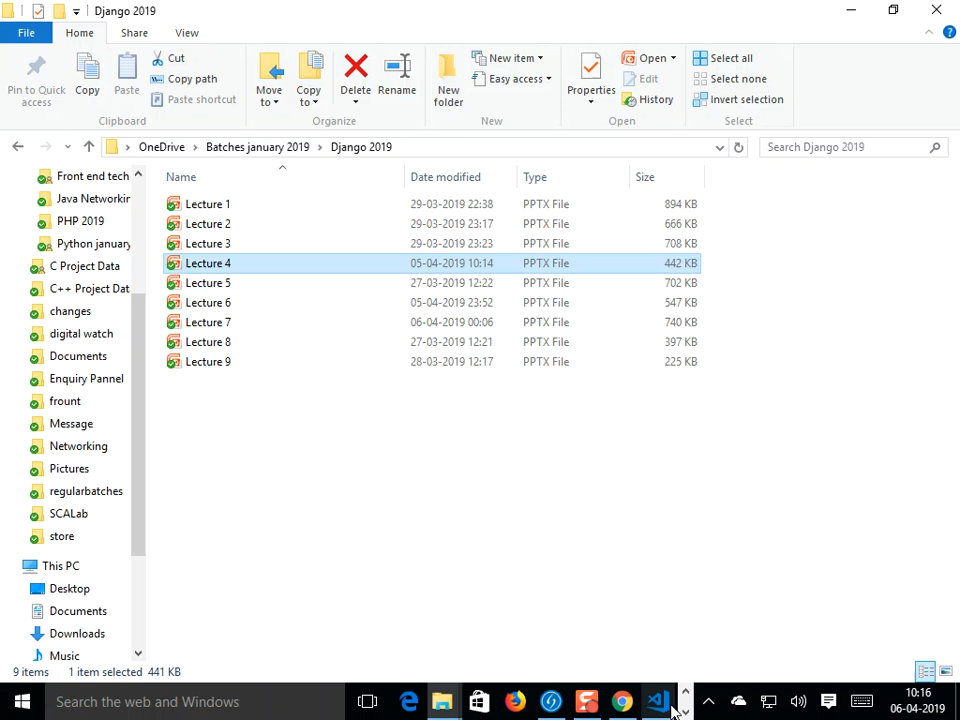 Django 2019
File Home Share View
Pin to Quick access
Copy
Paste
Cut
Copy path
Paste shortcut
Clipboard
Move to
Copy to
Delete
Rename
Organize
New folder
New item
Easy access
New
Properties
Open
Edit
History
Open
Select all
Select none
Invert selection
Select
OneDrive Batches january 2019 Django 2019
Search Django 2019
Name Date modified Type Size
Lecture 1 29-03-2019 22:38 PPTX File 894 KB
Lecture 2 29-03-2019 23:17 PPTX File 666 KB
Lecture 3 29-03-2019 23:23 PPTX File 708 KB
Lecture 4 05-04-2019 10:14 PPTX File 442 KB
Lecture 5 27-03-2019 12:22 PPTX File 702 KB
Lecture 6 05-04-2019 23:52 PPTX File 547 KB
Lecture 7 06-04-2019 00:06 PPTX File 740 KB
Lecture 8 27-03-2019 12:21 PPTX File 397 KB
Lecture 9 28-03-2019 12:17 PPTX File 225 KB
Front end tech
Java Networkin
PHP 2019
Python january
C Project Data
C++ Project Dat
changes
digital watch
Documents
Enquiry Pannel
frount
Message
Networking
Pictures
regularbatches
SCALab
store
This PC
Desktop
Documents
Downloads
Music
9 items 1 item selected 441 KB
Search the web and Windows
10:16
06-04-2019